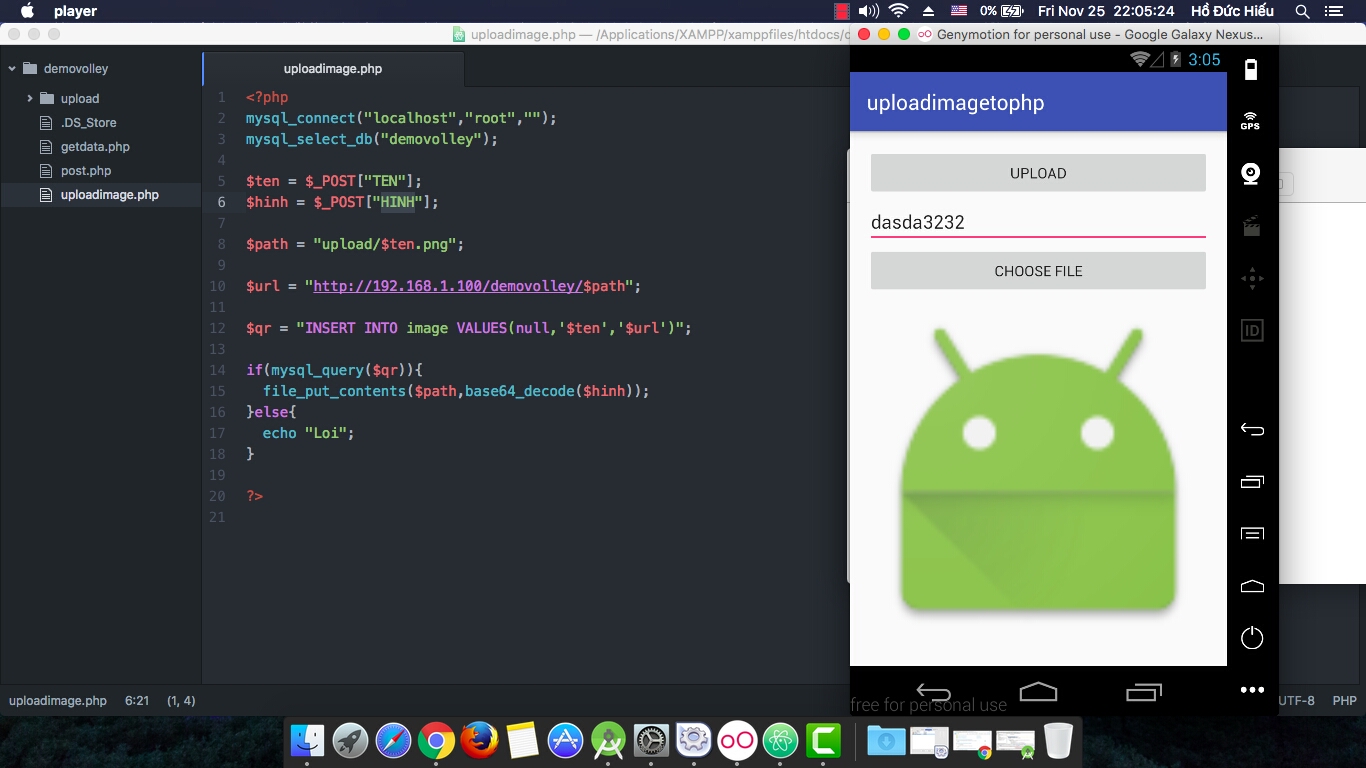 player
0%
Fri Nov 25 22:05:24
Hồ Đức Hiếu
uploadimage.php — /Applications/XAMPP/xamppfiles/htdocs/
demovolley
upload
.DS_Store
getdata.php
post.php
uploadimage.php
uploadimage.php
1 <?php
2 mysql_connect("localhost","root","");
3 mysql_select_db("demovolley");
4
5 $ten = $_POST["TEN"];
6 $hinh = $_POST["HINH"];
7
8 $path = "upload/$ten.png";
9
10 $url = "http://192.168.1.100/demovolley/$path";
11
12 $qr = "INSERT INTO image VALUES(null,'$ten','$url')";
13
14 if(mysql_query($qr)){
15 file_put_contents($path,base64_decode($hinh));
16 }else{
17 echo "Loi";
18 }
19
20 ?>
21
uploadimage.php 6:21 (1, 4)
UTF-8 PHP
Genymotion for personal use - Google Galaxy Nexus...
3:05
uploadimagetophp
UPLOAD
dasda3232
CHOOSE FILE
GPS
ID
free for personal use